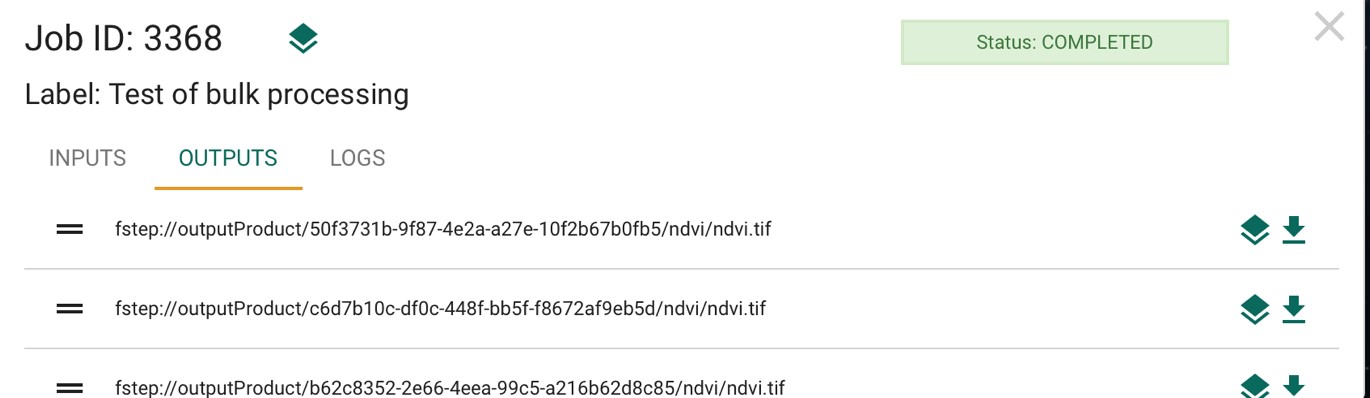 Job ID: 3368
Status: COMPLETED
Label: Test of bulk processing
INPUTS OUTPUTS LOGS
fstep://outputProduct/50f3731b-9f87-4e2a-a27e-10f2b67b0fb5/ndvi/ndvi.tif
fstep://outputProduct/c6d7b10c-df0c-448f-bb5f-f8672af9eb5d/ndvi/ndvi.tif
fstep://outputProduct/b62c8352-2e66-4eea-99c5-a216b62d8c85/ndvi/ndvi.tif